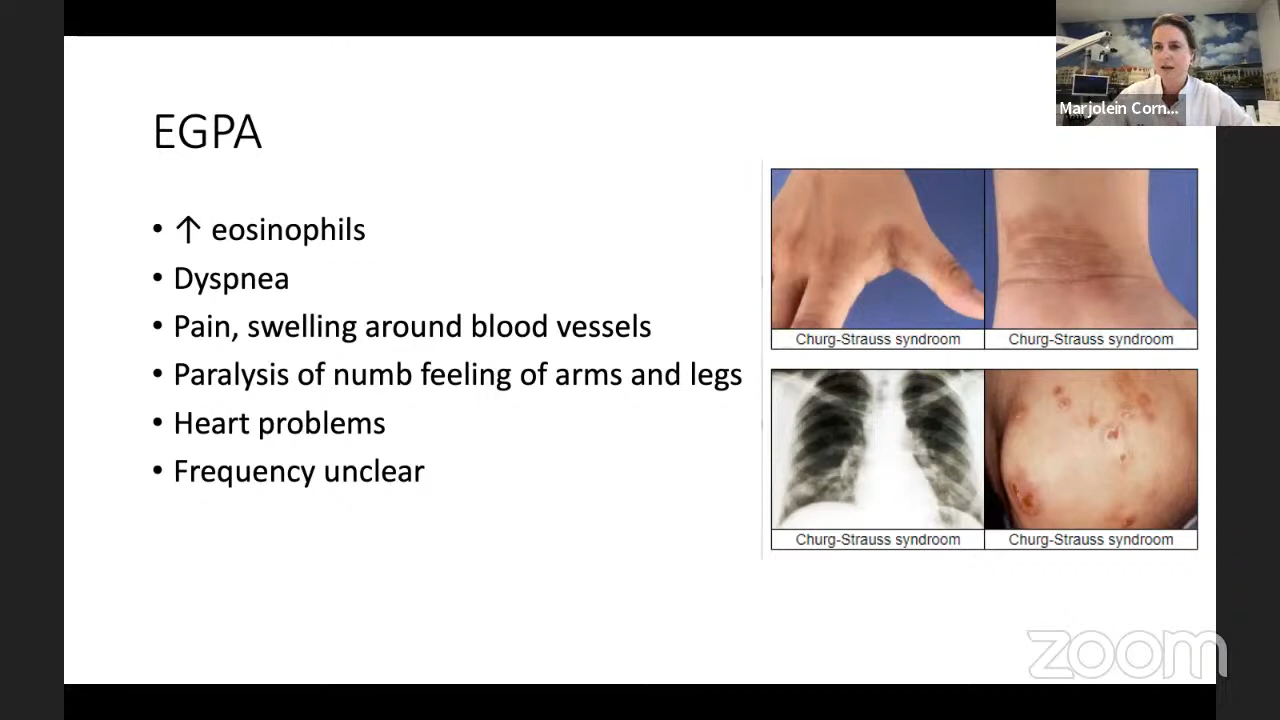 Marjolein Corn...
EGPA
• ↑ eosinophils
• Dyspnea
• Pain, swelling around blood vessels
• Paralysis of numb feeling of arms and legs
• Heart problems
• Frequency unclear
Churg-Strauss syndroom
Churg-Strauss syndroom
Churg-Strauss syndroom
Churg-Strauss syndroom
zoom